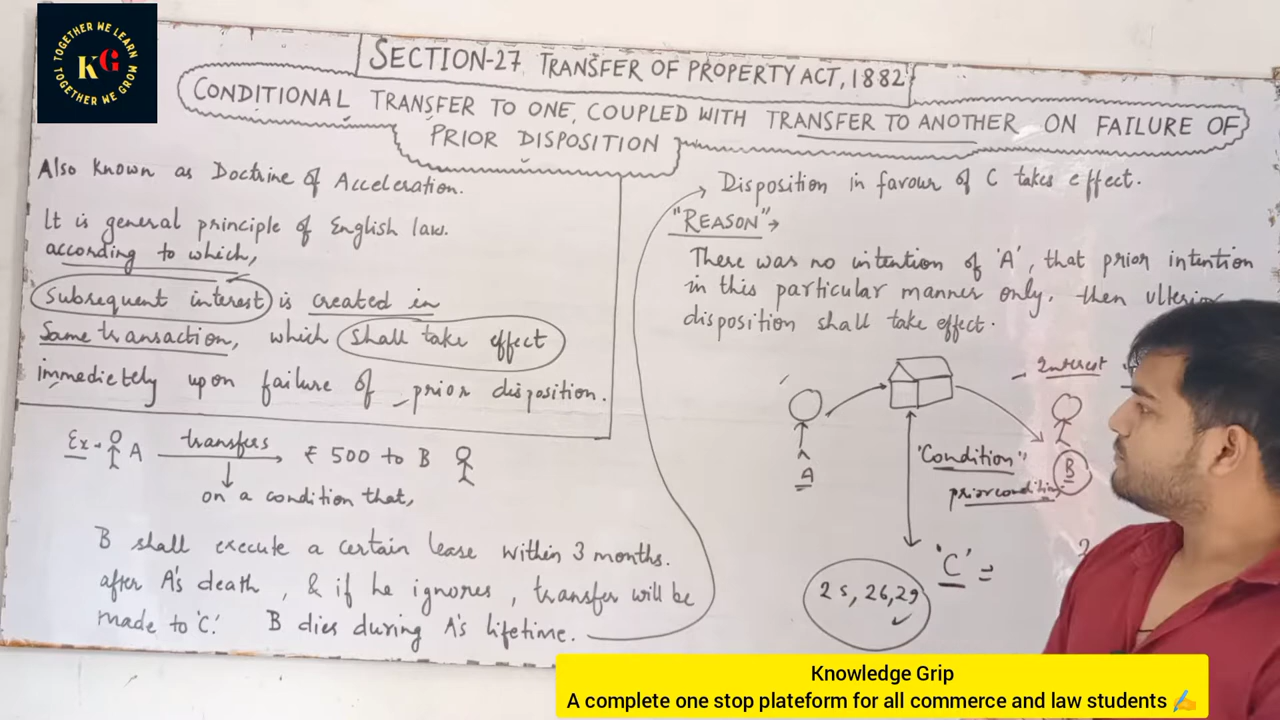 TOGETHER WE LEARN
KG
TOGETHER WE GROW
SECTION-27 TRANSFER OF PROPERTY ACT, 1882
CONDITIONAL TRANSFER TO ONE, COUPLED WITH TRANSFER TO ANOTHER ON FAILURE OF
PRIOR DISPOSITION
Also known as Doctrine of Acceleration.
It is general principle of English law.
according to which,
Subsequent interest is created in
Same transaction, which shall take effect
immedietely upon failure of prior disposition.
Ex- A transfers ₹ 500 to B
on a condition that,
B shall execute a certain lease within 3 months.
after A's death, & if he ignores, transfer will be
made to 'C'. B dies during A's lifetime.
Disposition in favour of C takes effect.
"REASON"→
There was no intention of 'A', that prior intention
in this particular manner only, then
disposition shall take effect.
- Interest
A
"Condition"
B
prior condition
'C' =
25, 26, 29
Knowledge Grip
A complete one stop plateform for all commerce and law students ✍️